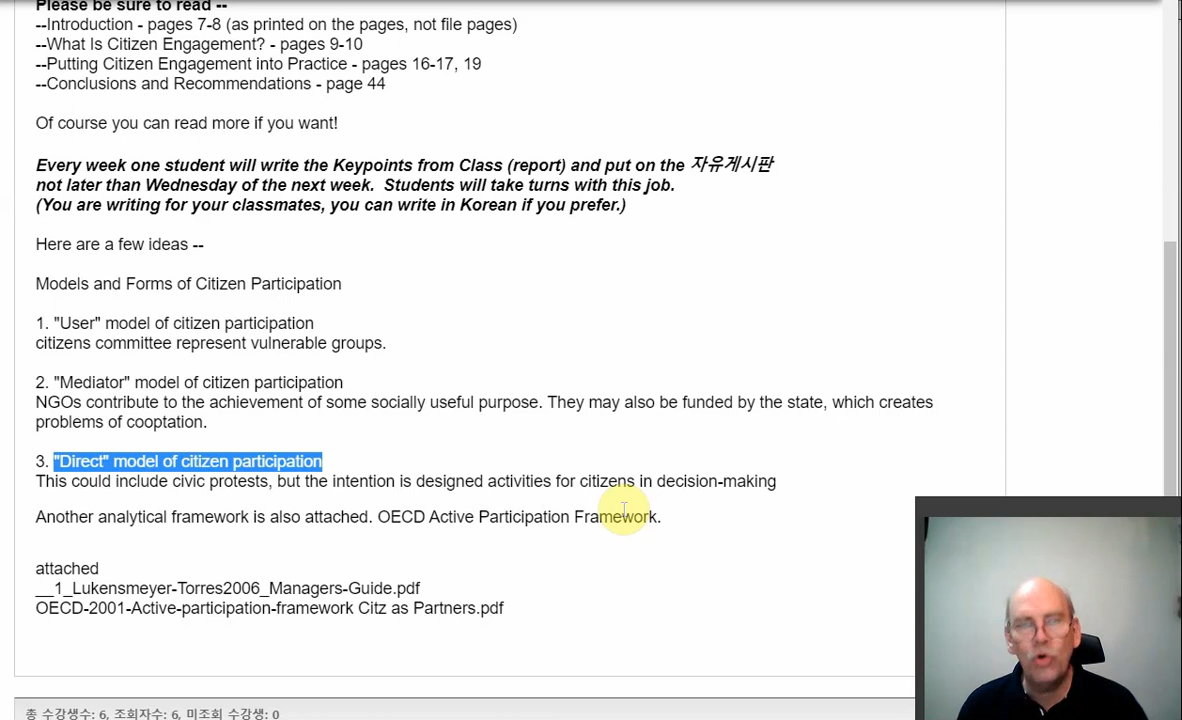 Please be sure to read --
--Introduction - pages 7-8 (as printed on the pages, not file pages)
--What Is Citizen Engagement? - pages 9-10
--Putting Citizen Engagement into Practice - pages 16-17, 19
--Conclusions and Recommendations - page 44
Of course you can read more if you want!
Every week one student will write the Keypoints from Class (report) and put on the 자유게시판
not later than Wednesday of the next week.  Students will take turns with this job.
(You are writing for your classmates, you can write in Korean if you prefer.)
Here are a few ideas --
Models and Forms of Citizen Participation
1. "User" model of citizen participation
citizens committee represent vulnerable groups.
2. "Mediator" model of citizen participation
NGOs contribute to the achievement of some socially useful purpose. They may also be funded by the state, which creates
problems of cooptation.
3. "Direct" model of citizen participation
This could include civic protests, but the intention is designed activities for citizens in decision-making
Another analytical framework is also attached. OECD Active Participation Framework.
attached
__1_Lukensmeyer-Torres2006_Managers-Guide.pdf
OECD-2001-Active-participation-framework Citz as Partners.pdf
총 수강생수: 6, 조회자수: 6, 미조회 수강생: 0